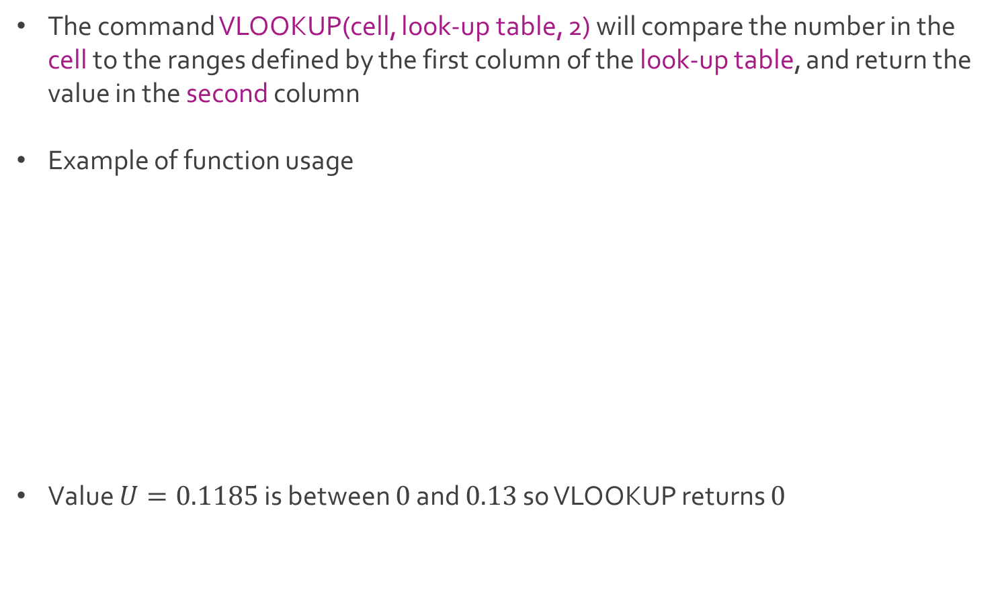 • The command VLOOKUP(cell, look-up table, 2) will compare the number in the
cell to the ranges defined by the first column of the look-up table, and return the
value in the second column
• Example of function usage
• Value U = 0.1185 is between 0 and 0.13 so VLOOKUP returns 0